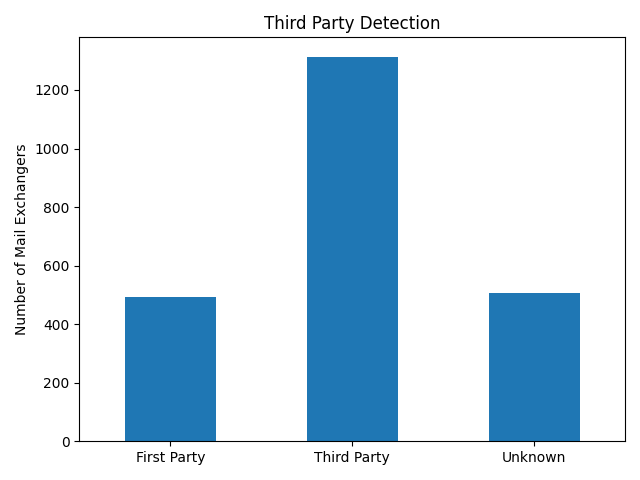 Third Party Detection
Number of Mail Exchangers
1200
1000
800
600
400
200
0
First Party
Third Party
Unknown